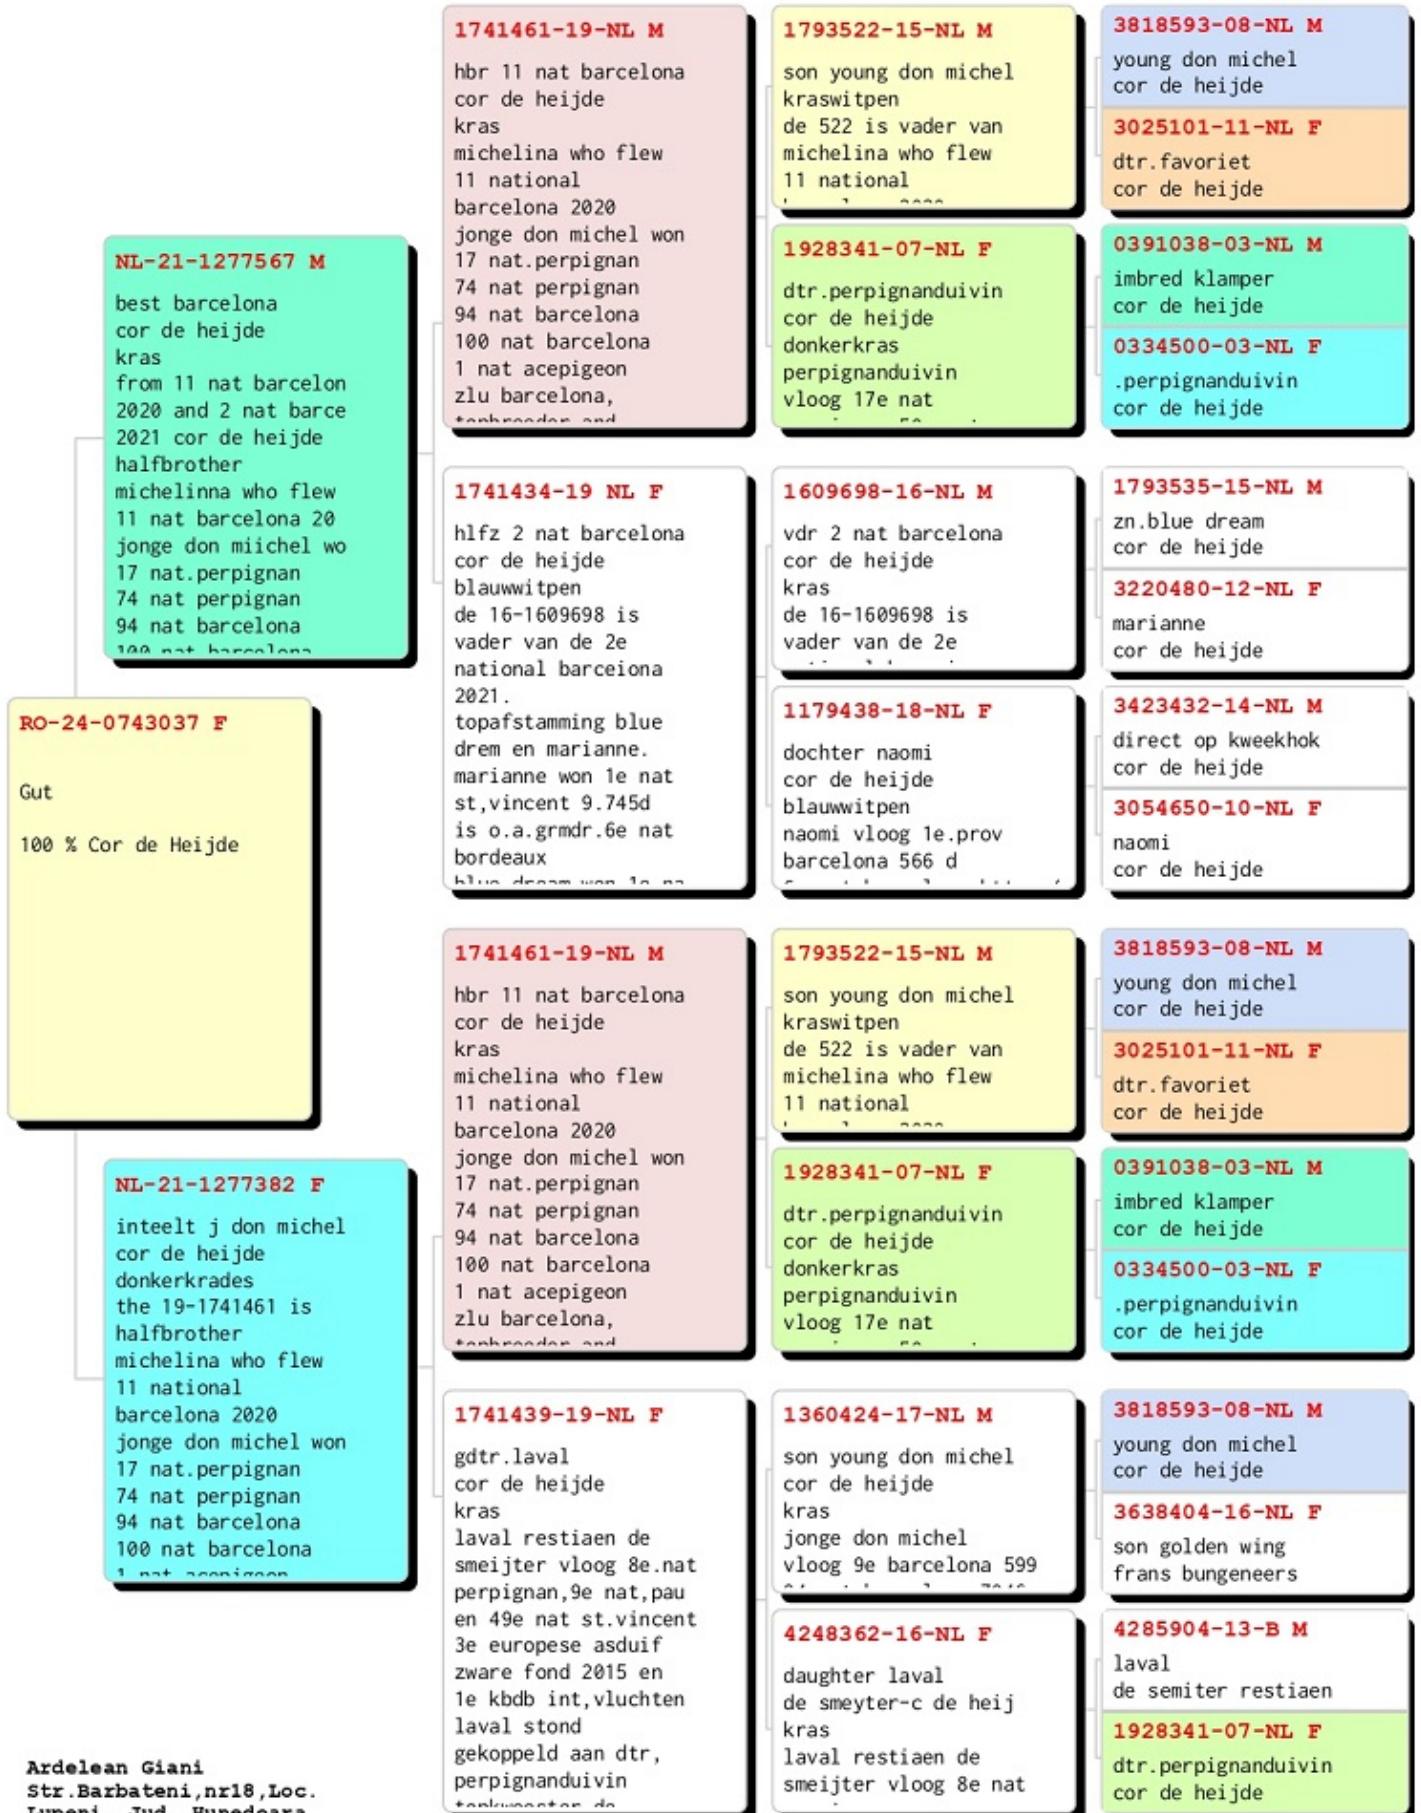 RO-24-0743037 F
Gut
100 % Cor de Heijde
NL-21-1277567 M
best barcelona
cor de heijde
kras
from 11 nat barcelon
2020 and 2 nat barce
2021 cor de heijde
halfbrother
michelinna who flew
11 nat barcelona 20
jonge don miichel wo
17 nat.perpignan
74 nat perpignan
94 nat barcelona
100 nat barcelona
NL-21-1277382 F
inteelt j don michel
cor de heijde
donkerkrades
the 19-1741461 is
halfbrother
michelina who flew
11 national
barcelona 2020
jonge don michel won
17 nat.perpignan
74 nat perpignan
94 nat barcelona
100 nat barcelona
1 nat acepigeon
1741461-19-NL M
hbr 11 nat barcelona
cor de heijde
kras
michelina who flew
11 national
barcelona 2020
jonge don michel won
17 nat.perpignan
74 nat perpignan
94 nat barcelona
100 nat barcelona
1 nat acepigeon
zlu barcelona,
topbreeder and
1741434-19 NL F
hlfz 2 nat barcelona
cor de heijde
blauwwitpen
de 16-1609698 is
vader van de 2e
national barceiona
2021.
topafstamming blue
drem en marianne.
marianne won 1e nat
st,vincent 9.745d
is o.a.grmdr.6e nat
bordeaux
blue dream won 1e na
1741461-19-NL M
hbr 11 nat barcelona
cor de heijde
kras
michelina who flew
11 national
barcelona 2020
jonge don michel won
17 nat.perpignan
74 nat perpignan
94 nat barcelona
100 nat barcelona
1 nat acepigeon
zlu barcelona,
topbreeder and
1741439-19-NL F
gdtr.laval
cor de heijde
kras
laval restiaen de
smeijter vloog 8e.nat
perpignan,9e nat,pau
en 49e nat st.vincent
3e europese asduif
zware fond 2015 en
1e kbdb int,vluchten
laval stond
gekoppeld aan dtr,
perpignanduivin
topkweekster de
1793522-15-NL M
son young don michel
kraswitpen
de 522 is vader van
michelina who flew
11 national
barcelona 2020
1928341-07-NL F
dtr.perpignanduivin
cor de heijde
donkerkras
perpignanduivin
vloog 17e nat
1609698-16-NL M
vdr 2 nat barcelona
cor de heijde
kras
de 16-1609698 is
vader van de 2e
1179438-18-NL F
dochter naomi
cor de heijde
blauwwitpen
naomi vloog 1e.prov
barcelona 566 d
1793522-15-NL M
son young don michel
kraswitpen
de 522 is vader van
michelina who flew
11 national
barcelona 2020
1928341-07-NL F
dtr.perpignanduivin
cor de heijde
donkerkras
perpignanduivin
vloog 17e nat
1360424-17-NL M
son young don michel
cor de heijde
kras
jonge don michel
vloog 9e barcelona 599
4248362-16-NL F
daughter laval
de smeyter-c de heij
kras
laval restiaen de
smeijter vloog 8e nat
3818593-08-NL M
young don michel
cor de heijde
3025101-11-NL F
dtr.favoriet
cor de heijde
0391038-03-NL M
imbred klamper
cor de heijde
0334500-03-NL F
.perpignanduivin
cor de heijde
1793535-15-NL M
zn.blue dream
cor de heijde
3220480-12-NL F
marianne
cor de heijde
3423432-14-NL M
direct op kweekhok
cor de heijde
3054650-10-NL F
naomi
cor de heijde
3818593-08-NL M
young don michel
cor de heijde
3025101-11-NL F
dtr.favoriet
cor de heijde
0391038-03-NL M
imbred klamper
cor de heijde
0334500-03-NL F
.perpignanduivin
cor de heijde
3818593-08-NL M
young don michel
cor de heijde
3638404-16-NL F
son golden wing
frans bungeneers
4285904-13-B M
laval
de semiter restiaen
1928341-07-NL F
dtr.perpignanduivin
cor de heijde
Ardelean Giani
Str.Barbateni,nr18,Loc.
Lupeni, Jud. Hunedoara